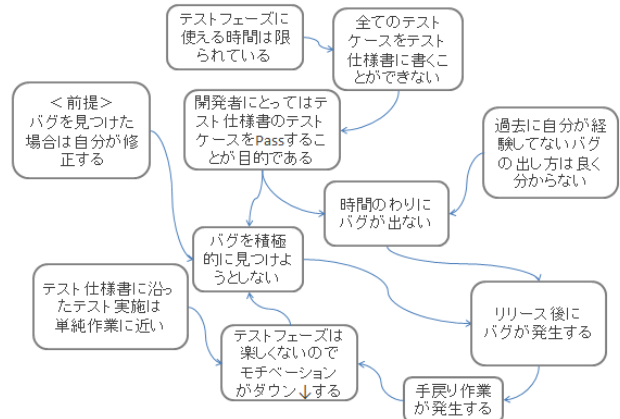 テストフェーズに
使える時間は限
られている
全てのテスト
ケースをテスト
仕様書に書くこ
とができない
＜前提＞
バグを見つけた
場合は自分が修
正する
開発者にとってはテ
スト仕様書のテスト
ケースをPassするこ
とが目的である
過去に自分が経
験してないバグ
の出し方は良く
分からない
時間のわりに
バグが出ない
バグを積極
的に見つけよ
うとしない
テスト仕様書に沿っ
たテスト実施は
単純作業に近い
リリース後に
バグが発生する
テストフェーズは
楽しくないので
モチベーション
がダウン↓する
手戻り作業
が発生する